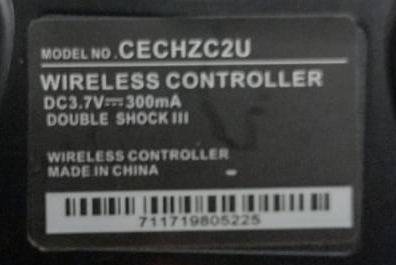 MODEL NO. CECHZC2U
WIRELESS CONTROLLER
DC3.7V⎓300mA
DOUBLE SHOCK III
WIRELESS CONTROLLER
MADE IN CHINA
711719805225